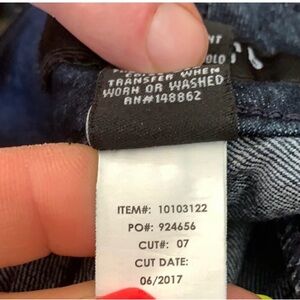 TRANSFER WHEN
WORN OR WASHED
RN#148862
ITEM#: 10103122
PO#: 924656
CUT#: 07
CUT DATE:
06/2017